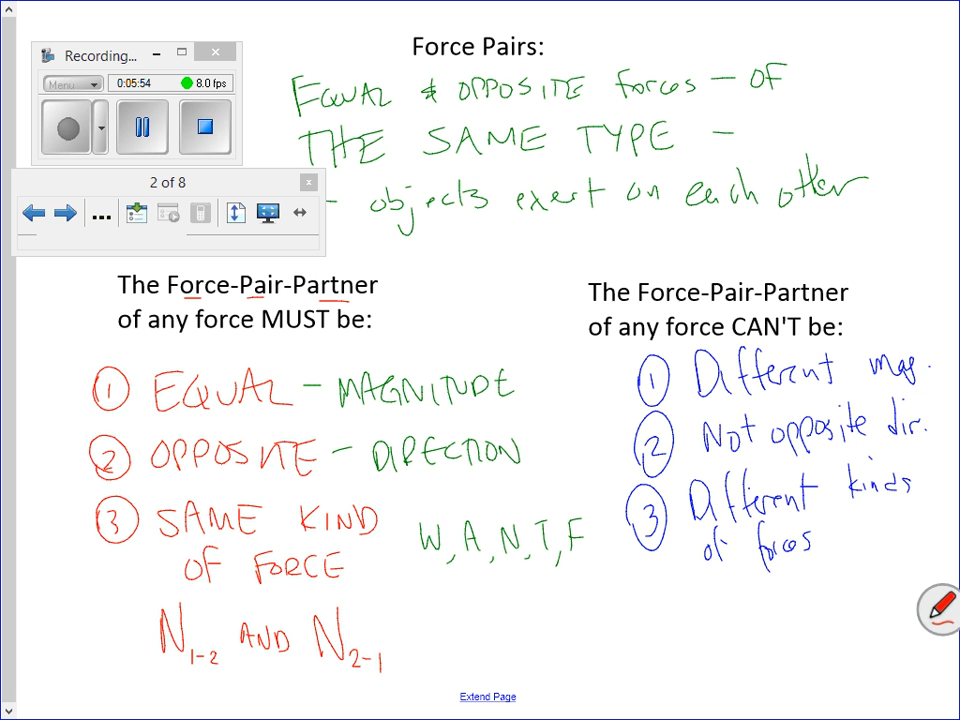 Force Pairs:
Recording...
Menu
0:05:54
8.0 fps
EQUAL & OPPOSITE forces – OF
THE SAME TYPE –
2 of 8
- objects exert on each other
The Force-Pair-Partner
of any force MUST be:
① EQUAL – MAGNITUDE
② OPPOSITE – DIRECTION
③ SAME KIND
OF FORCE
W, A, N, T, F
N1-2 AND N2-1
The Force-Pair-Partner
of any force CAN'T be:
① Different mag.
② Not opposite dir.
③ Different kinds
of forces
Extend Page